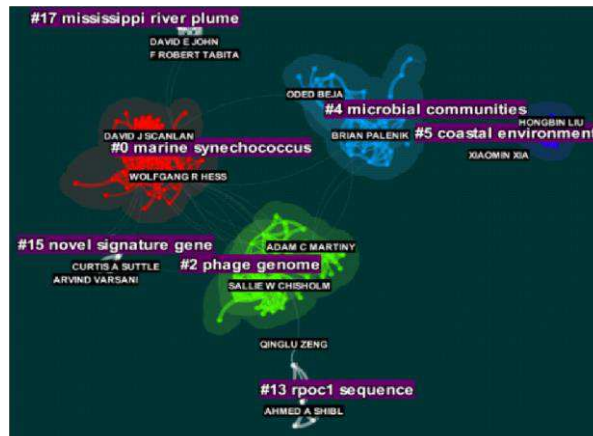 #17 mississippi river plume
DAVID E JOHN
F ROBERT TABITA
ODED BEJA
#4 microbial communities
HONGBIN LIU
DAVID J SCANLAN
BRIAN PALENIK
#5 coastal environment
#0 marine synechococcus
XIAOMIN XIA
WOLFGANG R HESS
#15 novel signature gene
ADAM C MARTINY
CURTIS A SUTTLE
#2 phage genome
ARVIND VARSANI
SALLIE W CHISHOLM
QINGLU ZENG
#13 rpoc1 sequence
AHMED A SHIBL